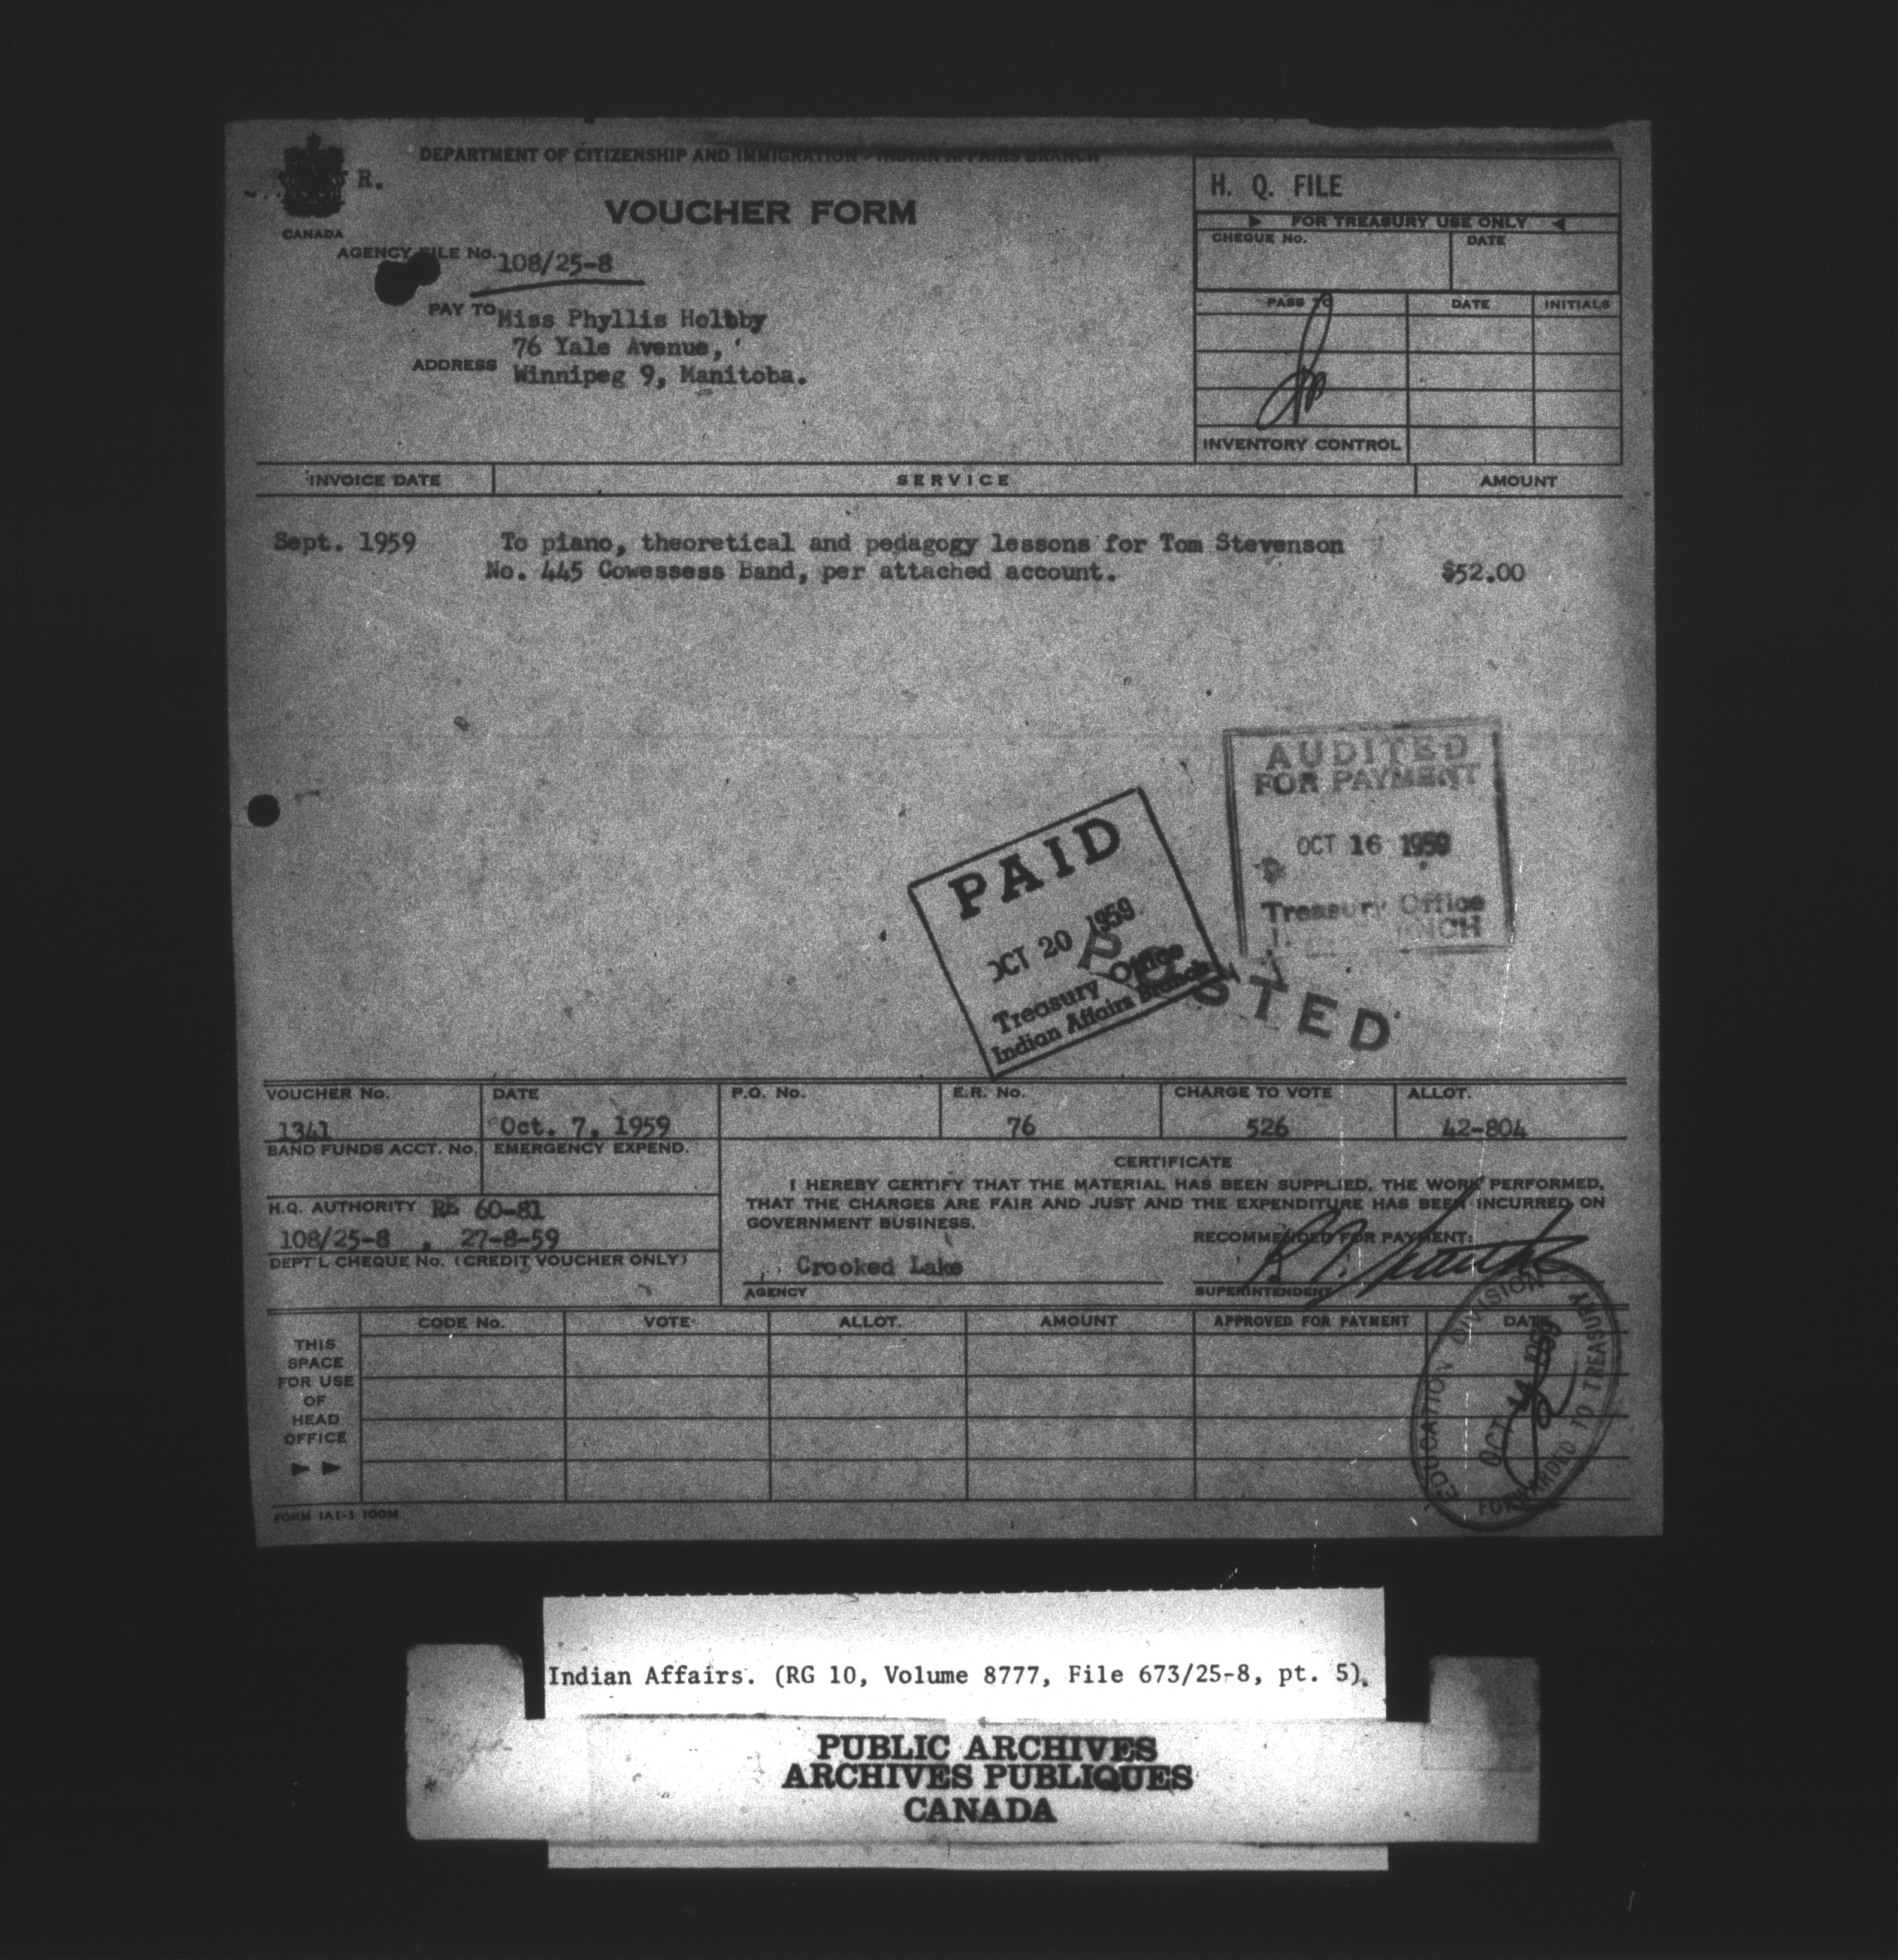 DEPARTMENT OF CITIZENSHIP AND IMMIGRATION - INDIAN AFFAIRS BRANCH
R.
CANADA
VOUCHER FORM
H. Q. FILE
FOR TREASURY USE ONLY
CHEQUE No. DATE
AGENCY FILE No. 108/25-8
PASS TO DATE INITIALS
PAY TO Miss Phyllis Holtby
76 Yale Avenue,
ADDRESS Winnipeg 9, Manitoba.
INVENTORY CONTROL
INVOICE DATE SERVICE AMOUNT
Sept. 1959 To piano, theoretical and pedagogy lessons for Tom Stevenson
No. 445 Cowessess Band, per attached account. $52.00
AUDITED
FOR PAYMENT
OCT 16 1959
Treasury Office
PAID
OCT 20 1959
Treasury Office
Indian Affairs Branch
POSTED
VOUCHER No. DATE P.O. No. E.R. No. CHARGE TO VOTE ALLOT.
1341 Oct. 7, 1959 76 526 42-804
BAND FUNDS ACCT. No. EMERGENCY EXPEND.
CERTIFICATE
I HEREBY CERTIFY THAT THE MATERIAL HAS BEEN SUPPLIED, THE WORK PERFORMED,
THAT THE CHARGES ARE FAIR AND JUST AND THE EXPENDITURE HAS BEEN INCURRED ON
GOVERNMENT BUSINESS.
H.Q. AUTHORITY 60-81
108/25-8 . 27-8-59
RECOMMENDED FOR PAYMENT:
DEPT'L CHEQUE No. (CREDIT VOUCHER ONLY)
Crooked Lake
AGENCY
SUPERINTENDENT
CODE No. VOTE ALLOT. AMOUNT APPROVED FOR PAYMENT DATE
THIS
SPACE
FOR USE
OF
HEAD
OFFICE
EDUCATION DIVISION
OCT 14 1959
FORWARDED TO TREASURY
FORM IA1-1 100M
Indian Affairs. (RG 10, Volume 8777, File 673/25-8, pt. 5).
PUBLIC ARCHIVES
ARCHIVES PUBLIQUES
CANADA